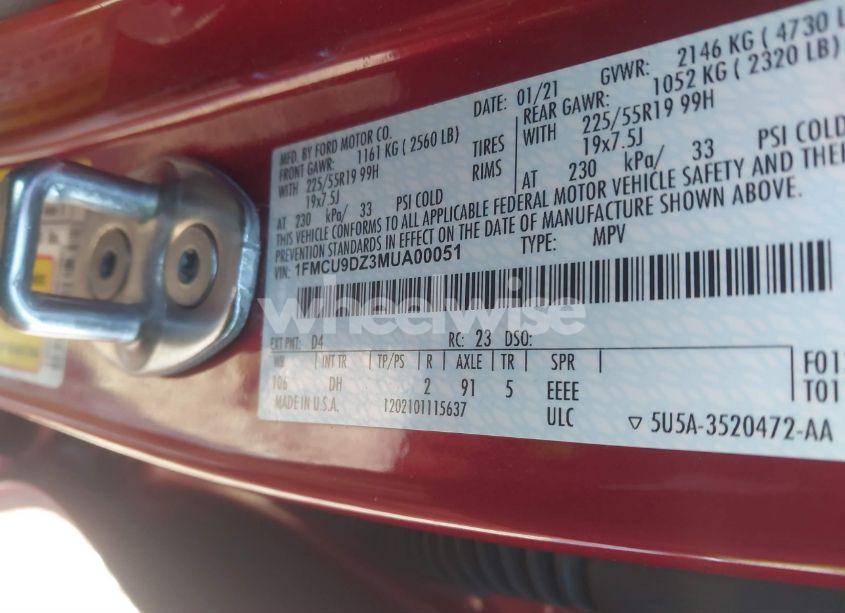 MFD. BY FORD MOTOR CO.
DATE: 01/21 GVWR: 2146 KG ( 4730 L
FRONT GAWR: 1161 KG ( 2560 LB) REAR GAWR: 1052 KG ( 2320 LB)
WITH 225/55R19 99H TIRES WITH 225/55R19 99H
19x7.5J RIMS 19x7.5J
AT 230 kPa/ 33 PSI COLD AT 230 kPa/ 33 PSI COLD
THIS VEHICLE CONFORMS TO ALL APPLICABLE FEDERAL MOTOR VEHICLE SAFETY AND THE
PREVENTION STANDARDS IN EFFECT ON THE DATE OF MANUFACTURE SHOWN ABOVE.
VIN: 1FMCU9DZ3MUA00051 TYPE: MPV
wheelwise
EXT PNT: D4 RC: 23 DSO:
WB INT TR TP/PS R AXLE TR SPR
106 DH 2 91 5 EEEE
MADE IN U.S.A. 1202101115637 ULC
F01
T01
▽ 5U5A-3520472-AA